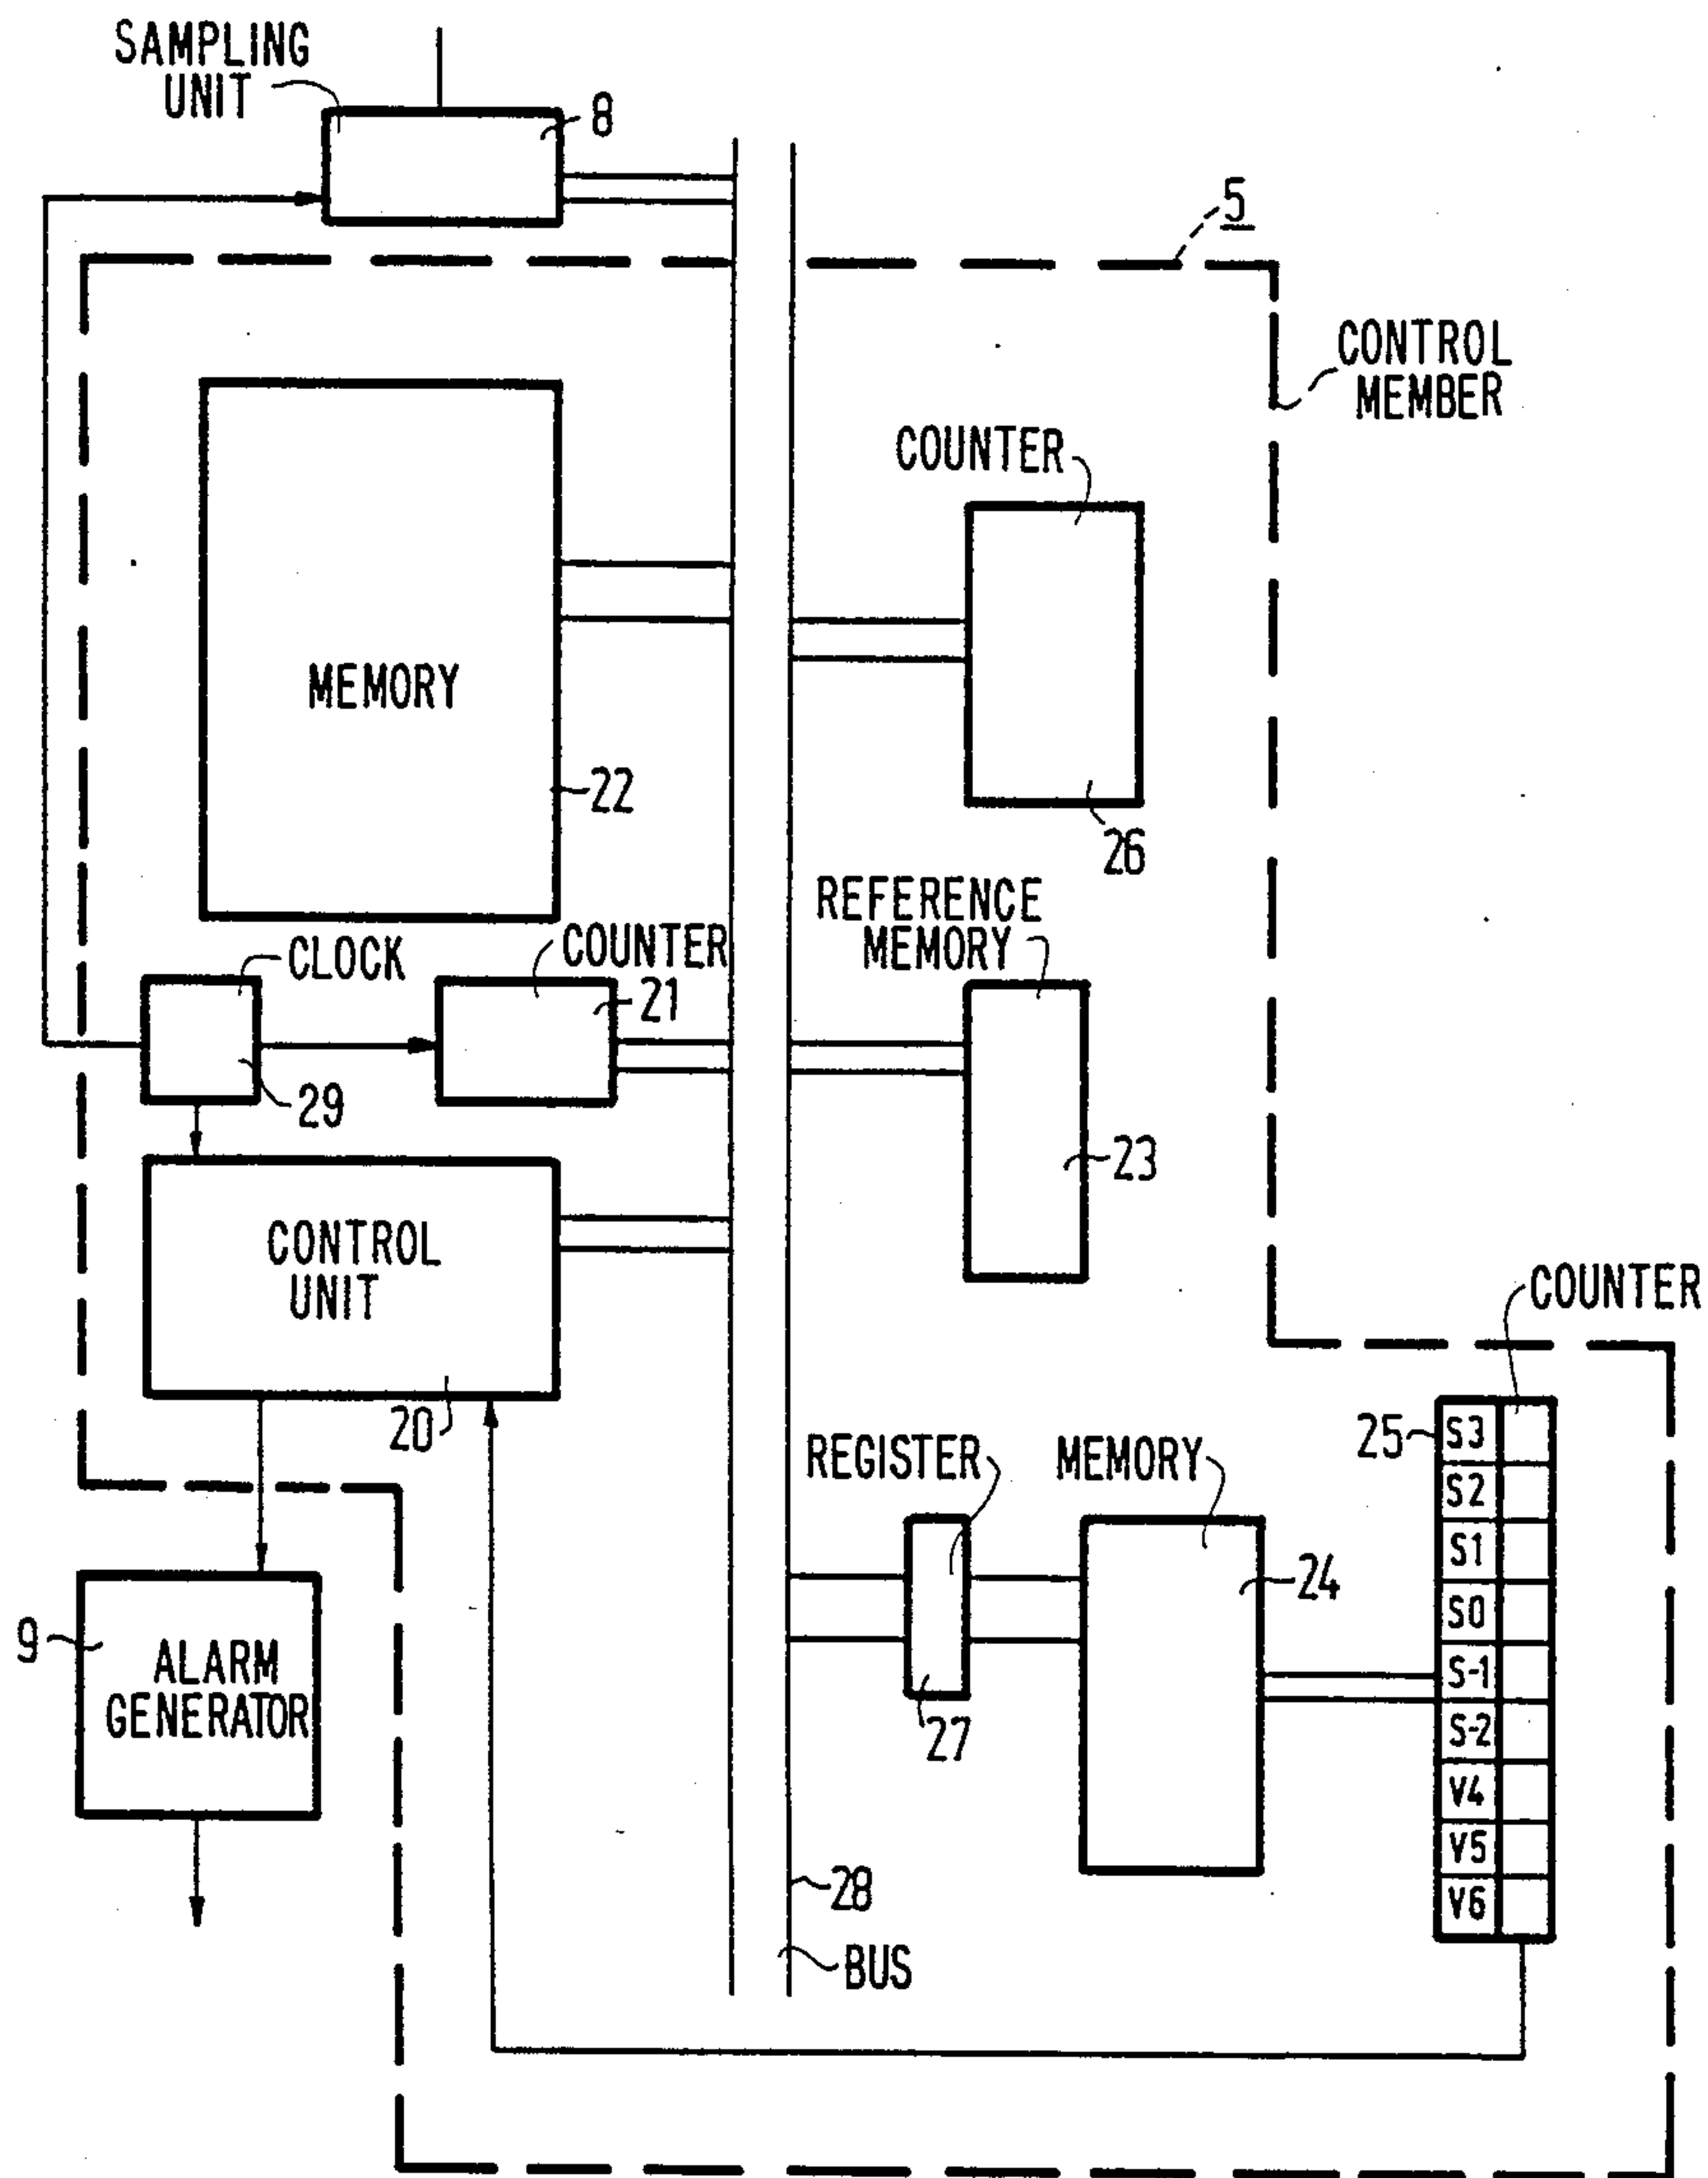 SAMPLING
UNIT
8
5
CONTROL
MEMBER
COUNTER
MEMORY
22
26
REFERENCE
MEMORY
CLOCK
COUNTER
21
29
23
CONTROL
UNIT
20
COUNTER
25
S3
S2
S1
S0
S-1
S-2
V4
V5
V6
REGISTER
MEMORY
24
27
9
ALARM
GENERATOR
28
BUS